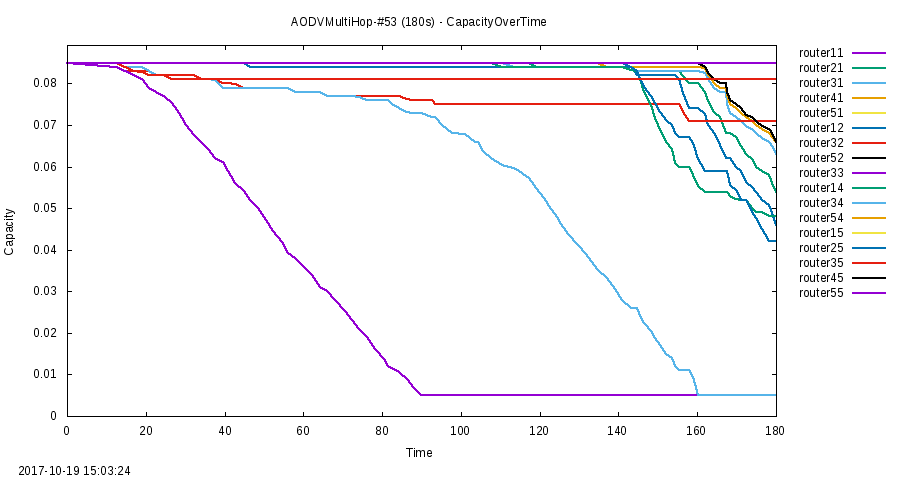 AODVMultiHop-#53 (180s) - CapacityOverTime
router11
router21
router31
router41
router51
router12
router32
router52
router33
router14
router34
router54
router15
router25
router35
router45
router55
Capacity
0.08
0.07
0.06
0.05
0.04
0.03
0.02
0.01
0
0 20 40 60 80 100 120 140 160 180
Time
2017-10-19 15:03:24